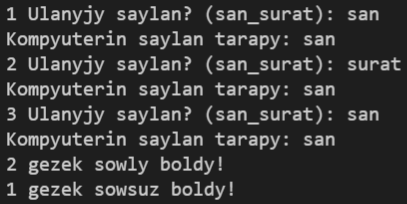 1 Ulanyjy saylan? (san_surat): san
Kompyuterin saylan tarapy: san
2 Ulanyjy saylan? (san_surat): surat
Kompyuterin saylan tarapy: san
3 Ulanyjy saylan? (san_surat): san
Kompyuterin saylan tarapy: san
2 gezek sowly boldy!
1 gezek sowsuz boldy!